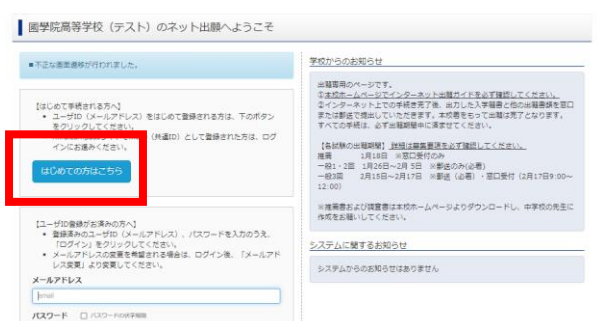 國學院高等学校（テスト）のネット出願へようこそ
■不正な画面遷移が行われました。
【はじめて手続される方へ】
• ユーザID（メールアドレス）をはじめて登録される方は、下のボタン
をクリックしてください。
（共通ID）として登録された方は、ログ
インにお進みください。
はじめての方はこちら
【ユーザID登録がお済みの方へ】
• 登録済みのユーザID（メールアドレス）、パスワードを入力のうえ、
「ログイン」をクリックしてください。
• メールアドレスの変更を希望される場合は、ログイン後、「メールアド
レス変更」より変更してください。
メールアドレス
email
パスワード
学校からのお知らせ
出願専用のページです。
①本校ホームページでインターネット出願ガイドを必ず確認してください。
②インターネット上での手続き完了後、出力した入学願書と他の出願書類を窓口
または郵送で提出していただきます。本校着をもって出願は完了となります。
すべての手続は、必ず出願期間中に済ませてください。
【各試験の出願期間】 詳細は募集要項を必ず確認してください。
推薦 1月18日 ※窓口受付のみ
一般1・2回 1月26日～2月5日 ※郵送のみ(必着)
一般3回 2月15日～2月17日 ※郵送（必着）・窓口受付（2月17日9:00～
12:00）
※推薦書および調査書は本校ホームページよりダウンロードし、中学校の先生に
作成をお願いしてください。
システムに関するお知らせ
システムからのお知らせはありません